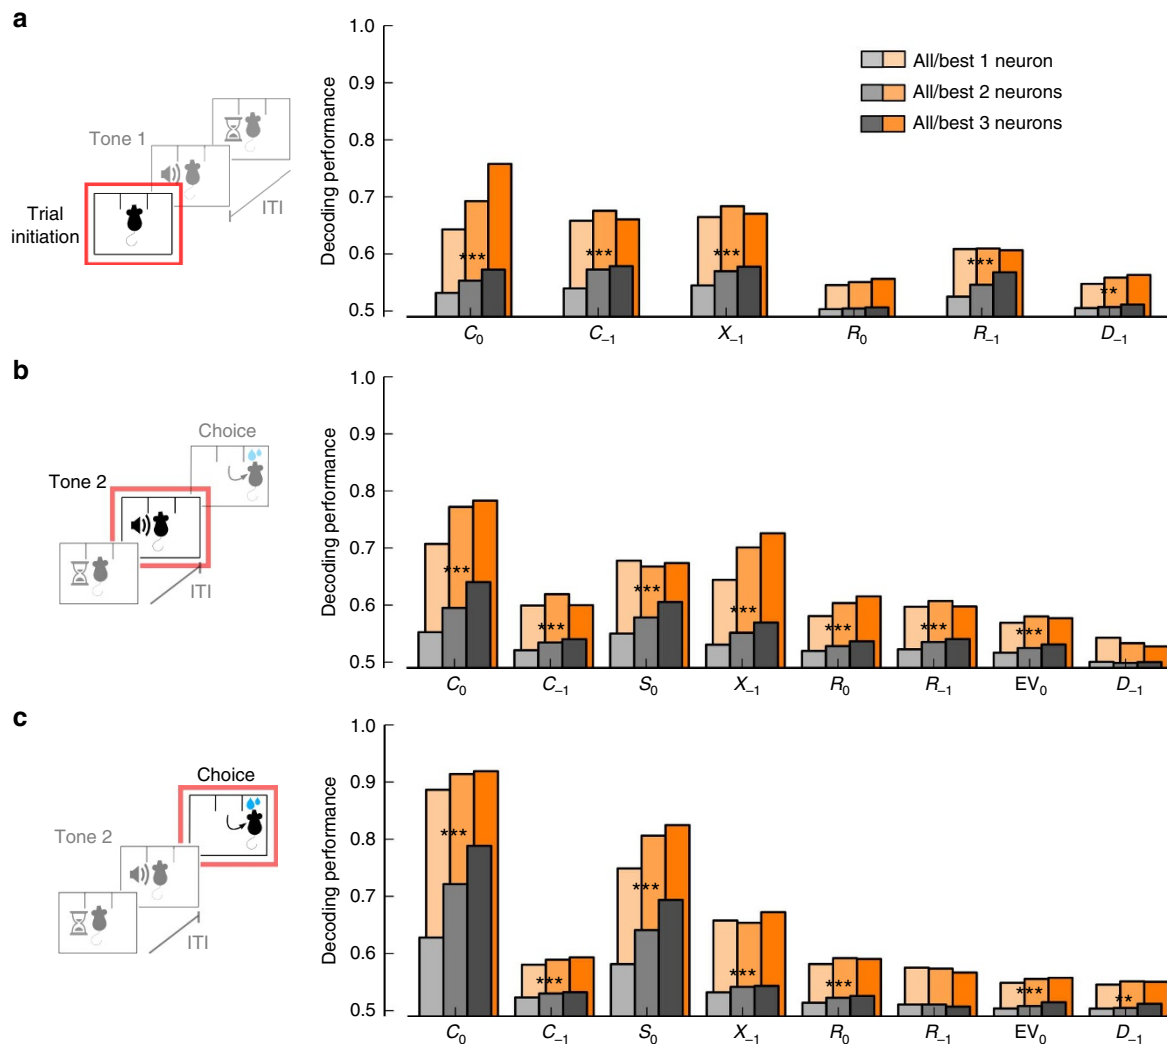 a
1.0
0.9
0.8
0.7
0.6
0.5
Decoding performance
Tone 1
Trial
initiation
ITI
All/best 1 neuron
All/best 2 neurons
All/best 3 neurons
*** *** *** *** **
C0 C–1 X–1 R0 R–1 D–1
b
1.0
0.9
0.8
0.7
0.6
0.5
Decoding performance
Choice
Tone 2
ITI
*** *** *** *** *** *** ***
C0 C–1 S0 X–1 R0 R–1 EV0 D–1
c
1.0
0.9
0.8
0.7
0.6
0.5
Decoding performance
Choice
Tone 2
ITI
*** *** *** *** *** *** **
C0 C–1 S0 X–1 R0 R–1 EV0 D–1